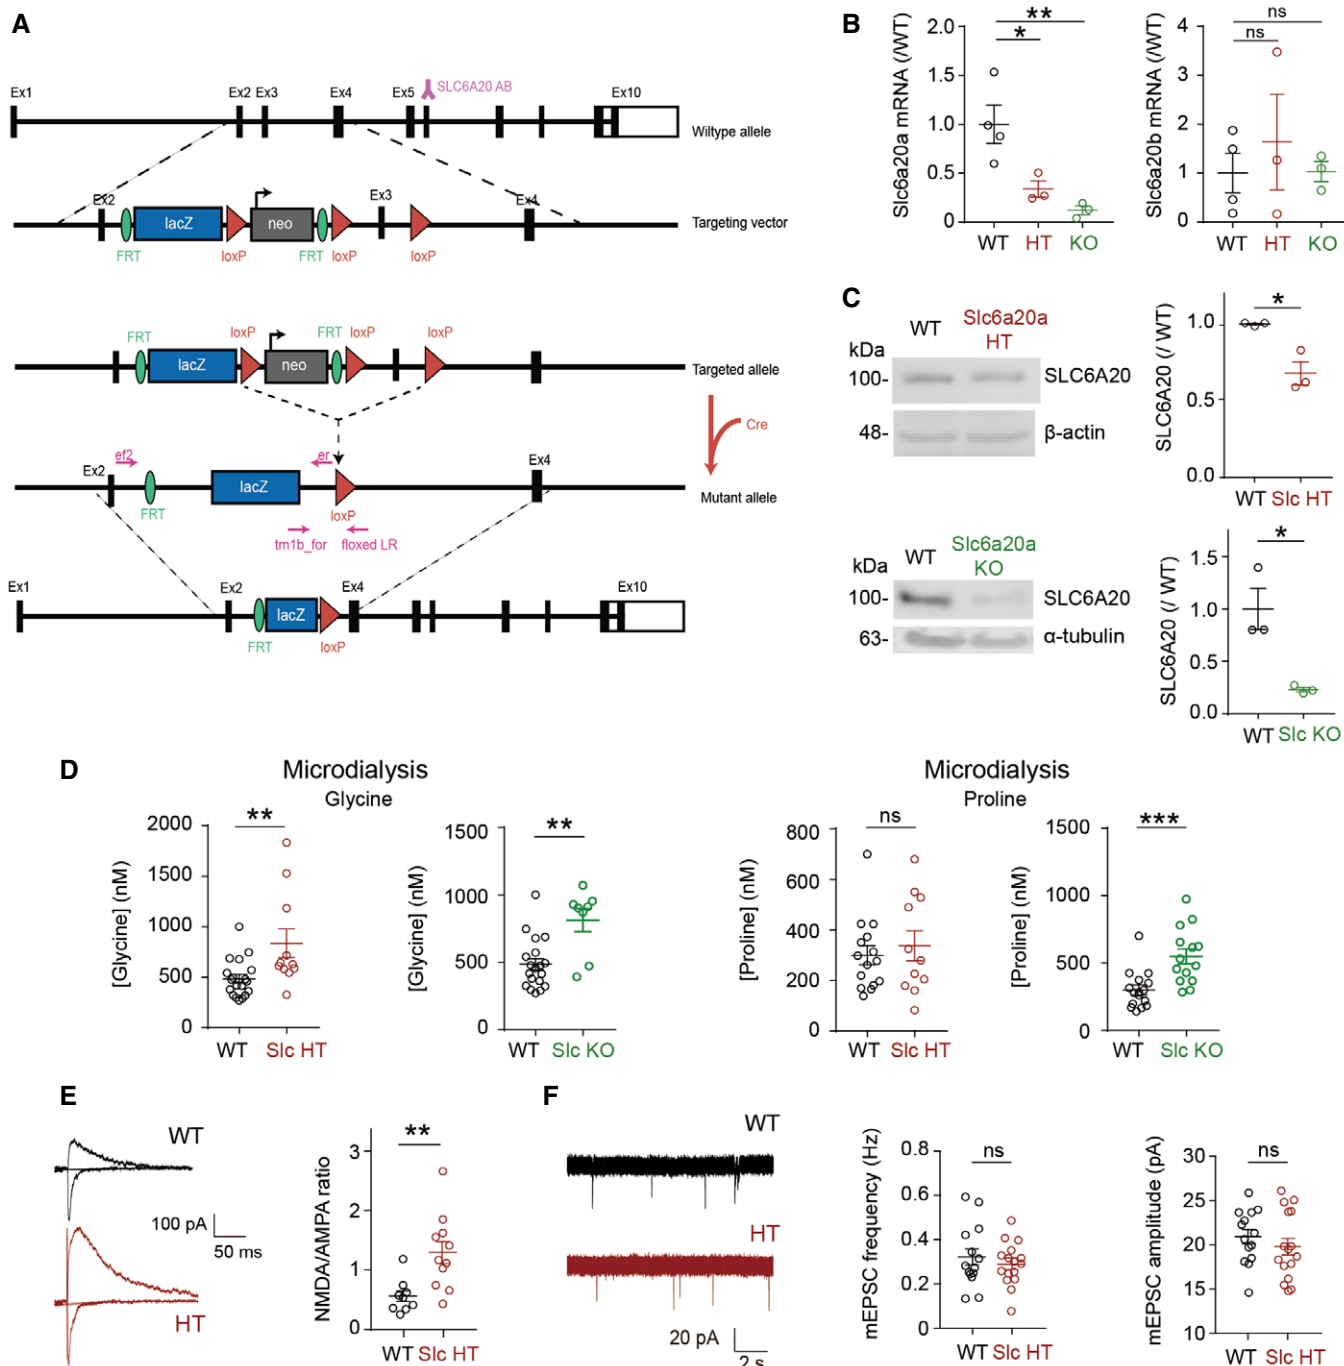 A
Ex1
Ex2
Ex3
Ex4
Ex5
SLC6A20 AB
Ex10
Wiltype allele
Ex2
lacZ
neo
Ex3
Ex4
Targeting vector
FRT
loxP
FRT
loxP
loxP
FRT
loxP
FRT
loxP
loxP
lacZ
neo
Targeted allele
Cre
ef2
er
Ex2
Ex4
lacZ
Mutant allele
FRT
loxP
tm1b_for
floxed LR
Ex1
Ex2
Ex4
Ex10
lacZ
FRT
loxP
B
Slc6a20a mRNA (/WT)
2.0
1.5
1.0
0.5
0
**
*
WT
HT
KO
Slc6a20b mRNA (/WT)
4
3
2
1
0
ns
ns
WT
HT
KO
C
kDa
WT
Slc6a20a
HT
100-
SLC6A20
48-
β-actin
SLC6A20 (/ WT)
1.0
0.5
0.0
*
WT
Slc HT
kDa
WT
Slc6a20a
KO
100-
SLC6A20
63-
α-tubulin
SLC6A20 (/ WT)
1.5
1.0
0.5
0.0
*
WT
Slc KO
D
Microdialysis
Glycine
[Glycine] (nM)
2000
1500
1000
500
0
**
WT
Slc HT
[Glycine] (nM)
1500
1000
500
0
**
WT
Slc KO
Microdialysis
Proline
[Proline] (nM)
800
600
400
200
0
ns
WT
Slc HT
[Proline] (nM)
1500
1000
500
0
***
WT
Slc KO
E
WT
100 pA
50 ms
HT
NMDA/AMPA ratio
3
2
1
0
**
WT
Slc HT
F
WT
HT
20 pA
2 s
mEPSC frequency (Hz)
0.8
0.6
0.4
0.2
0
ns
WT
Slc HT
mEPSC amplitude (pA)
30
25
20
15
10
ns
WT
Slc HT